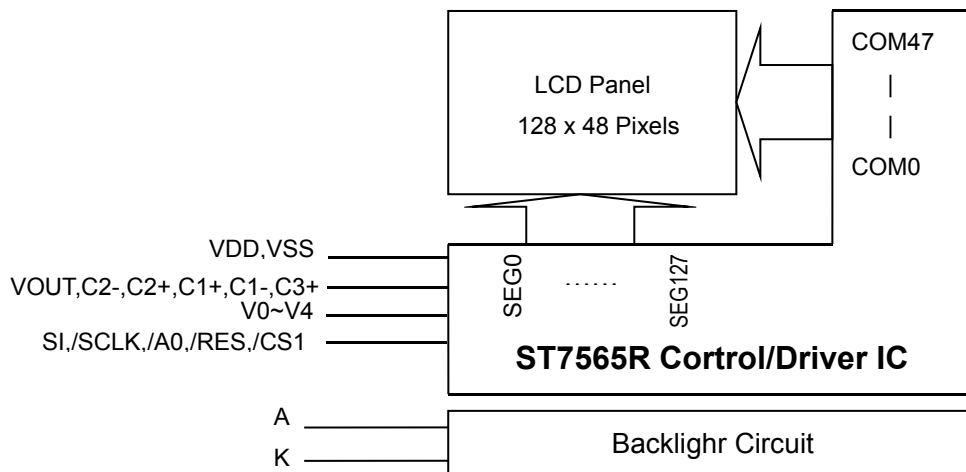 LCD Panel
128 x 48 Pixels
COM47
|
|
COM0
VDD,VSS
VOUT,C2-,C2+,C1+,C1-,C3+
V0~V4
SI,/SCLK,/A0,/RES,/CS1
SEG0
......
SEG127
ST7565R Cortrol/Driver IC
A
K
Backlighr Circuit